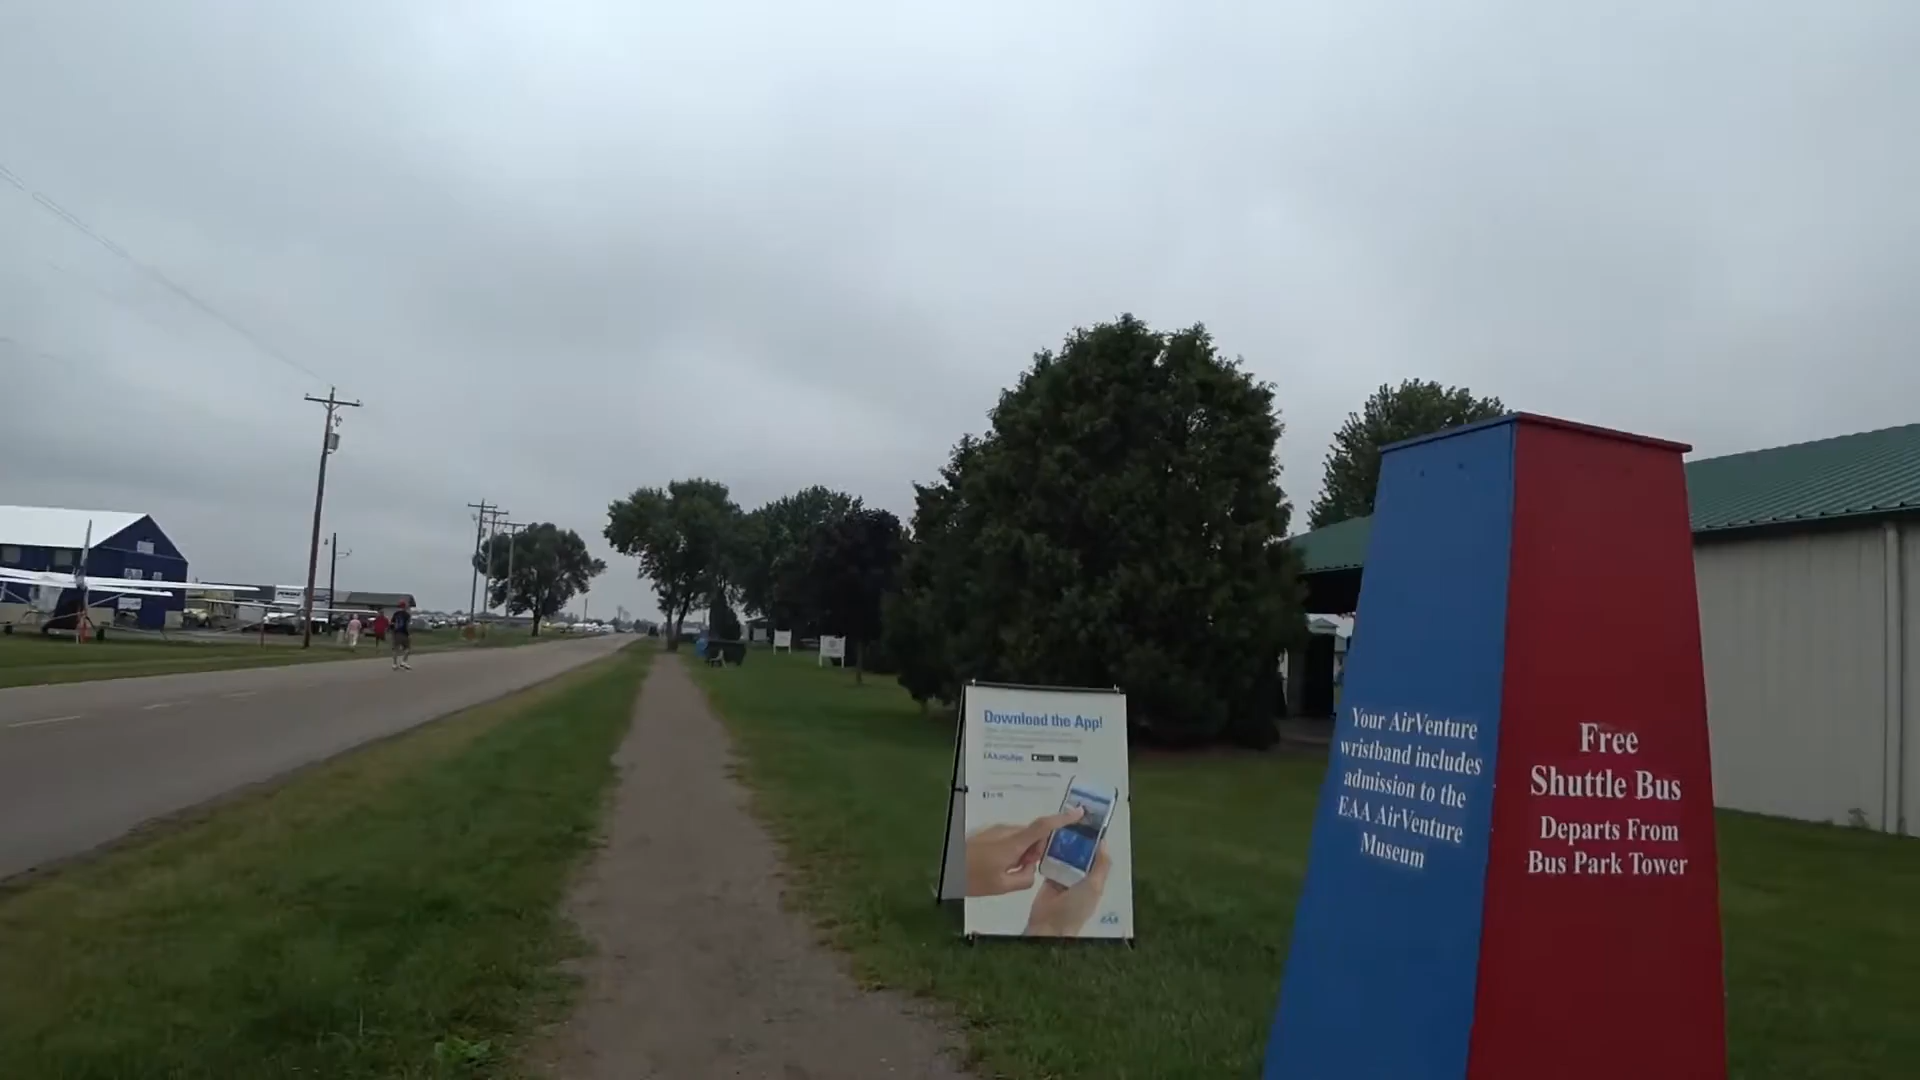 Download the App!
Your AirVenture
wristband includes
admission to the
EAA AirVenture
Museum
Free
Shuttle Bus
Departs From
Bus Park Tower
EAA